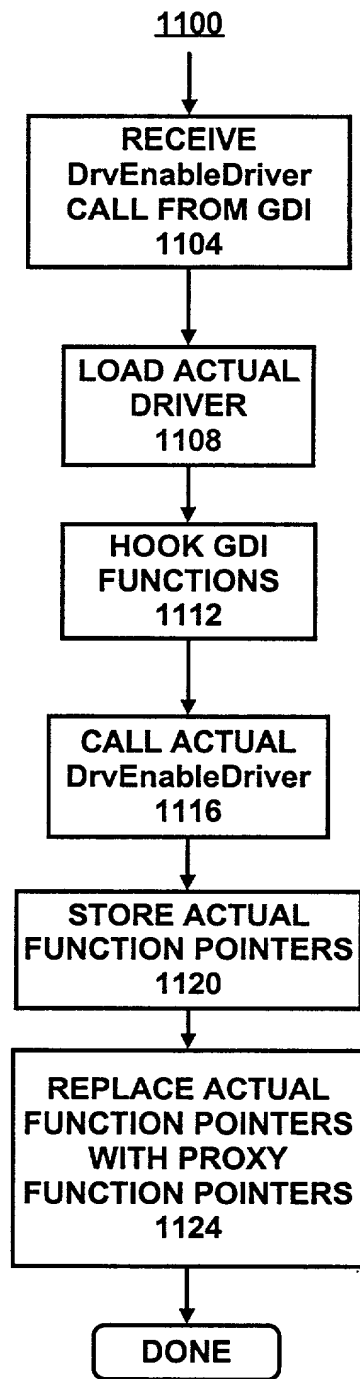 1100
RECEIVE
DrvEnableDriver
CALL FROM GDI
1104
LOAD ACTUAL
DRIVER
1108
HOOK GDI
FUNCTIONS
1112
CALL ACTUAL
DrvEnableDriver
1116
STORE ACTUAL
FUNCTION POINTERS
1120
REPLACE ACTUAL
FUNCTION POINTERS
WITH PROXY
FUNCTION POINTERS
1124
DONE